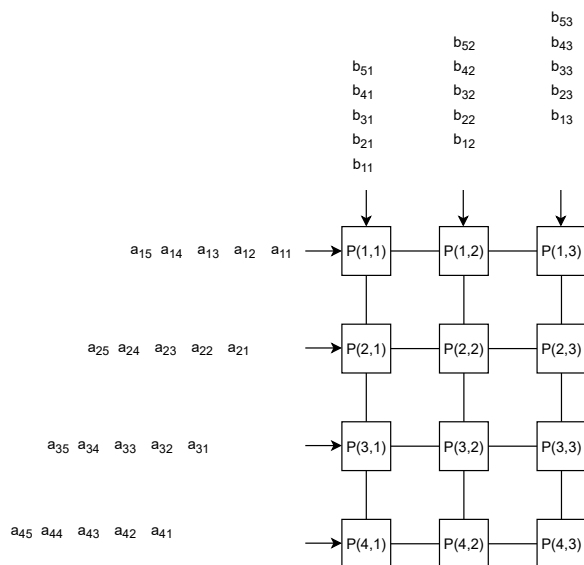 b53
b52 b43
b51 b42 b33
b41 b32 b23
b31 b22 b13
b21 b12
b11
a15 a14 a13 a12 a11 P(1,1) P(1,2) P(1,3)
a25 a24 a23 a22 a21 P(2,1) P(2,2) P(2,3)
a35 a34 a33 a32 a31 P(3,1) P(3,2) P(3,3)
a45 a44 a43 a42 a41 P(4,1) P(4,2) P(4,3)